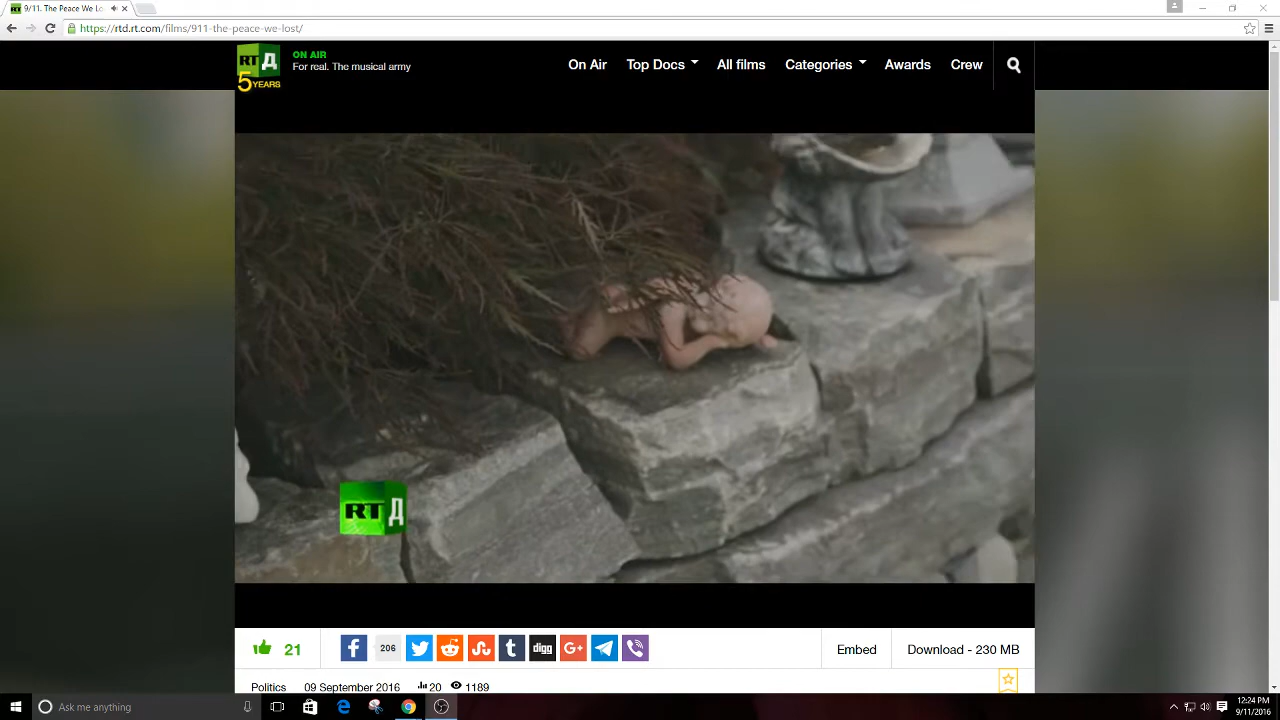 9/11. The Peace We Lo
https://rtd.rt.com/films/911-the-peace-we-lost/
RT Д
5 YEARS
ON AIR
For real. The musical army
On Air
Top Docs
All films
Categories
Awards
Crew
RT Д
21
206
digg
Embed
Download - 230 MB
Politics
09 September 2016
20
1189
Ask me anything
12:24 PM
9/11/2016